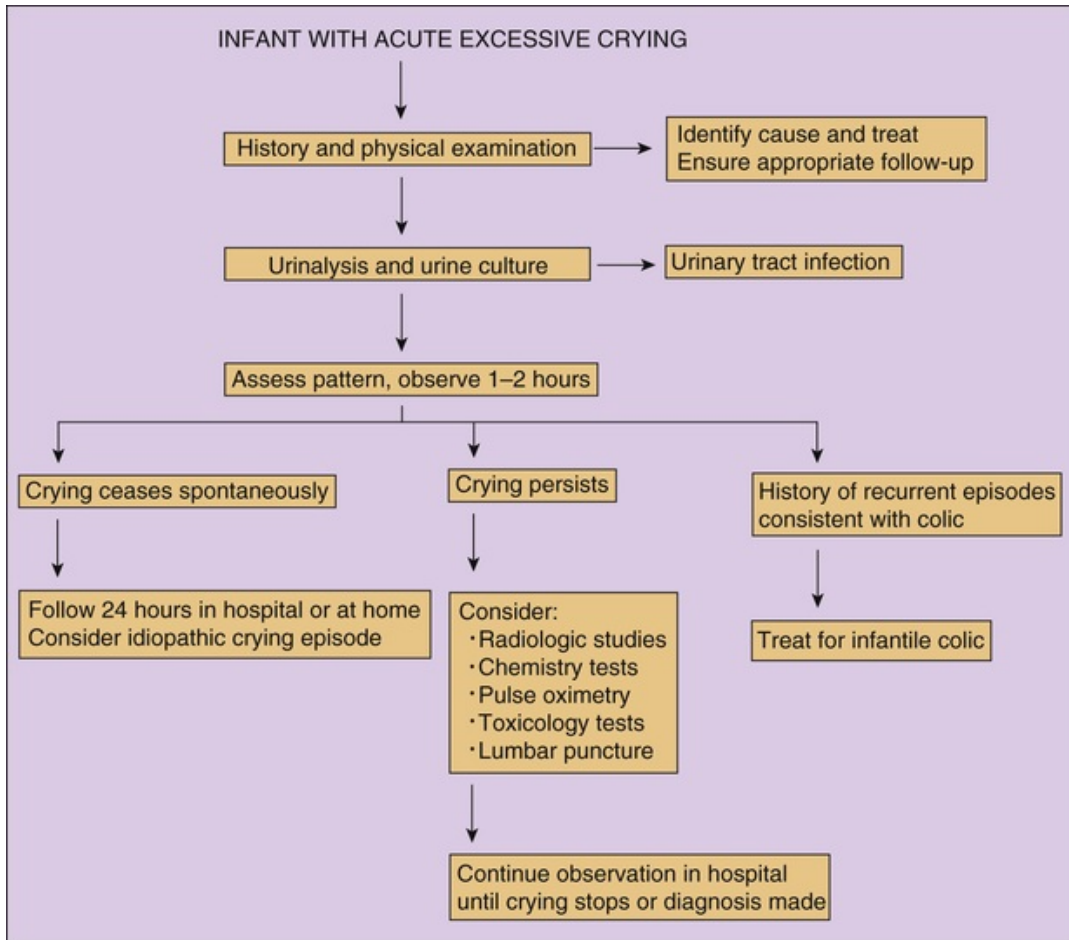 INFANT WITH ACUTE EXCESSIVE CRYING
History and physical examination
Identify cause and treat
Ensure appropriate follow-up
Urinalysis and urine culture
Urinary tract infection
Assess pattern, observe 1–2 hours
Crying ceases spontaneously
Crying persists
History of recurrent episodes
consistent with colic
Follow 24 hours in hospital or at home
Consider idiopathic crying episode
Consider:
·Radiologic studies
·Chemistry tests
·Pulse oximetry
·Toxicology tests
·Lumbar puncture
Treat for infantile colic
Continue observation in hospital
until crying stops or diagnosis made